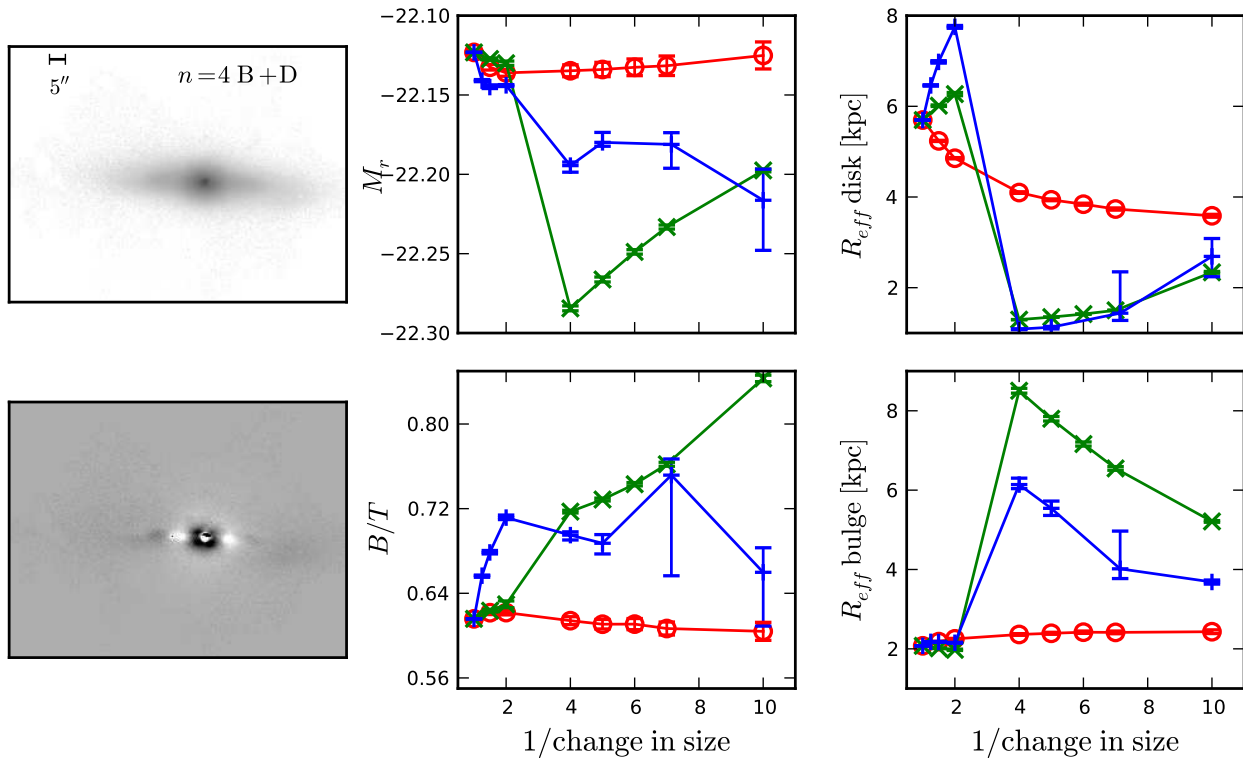 5″
n=4 B+D
−22.10
−22.15
−22.20
−22.25
−22.30
M_r
8
6
4
2
R_eff disk [kpc]
0.80
0.72
0.64
0.56
B/T
2 4 6 8 10
1/change in size
8
6
4
2
R_eff bulge [kpc]
2 4 6 8 10
1/change in size